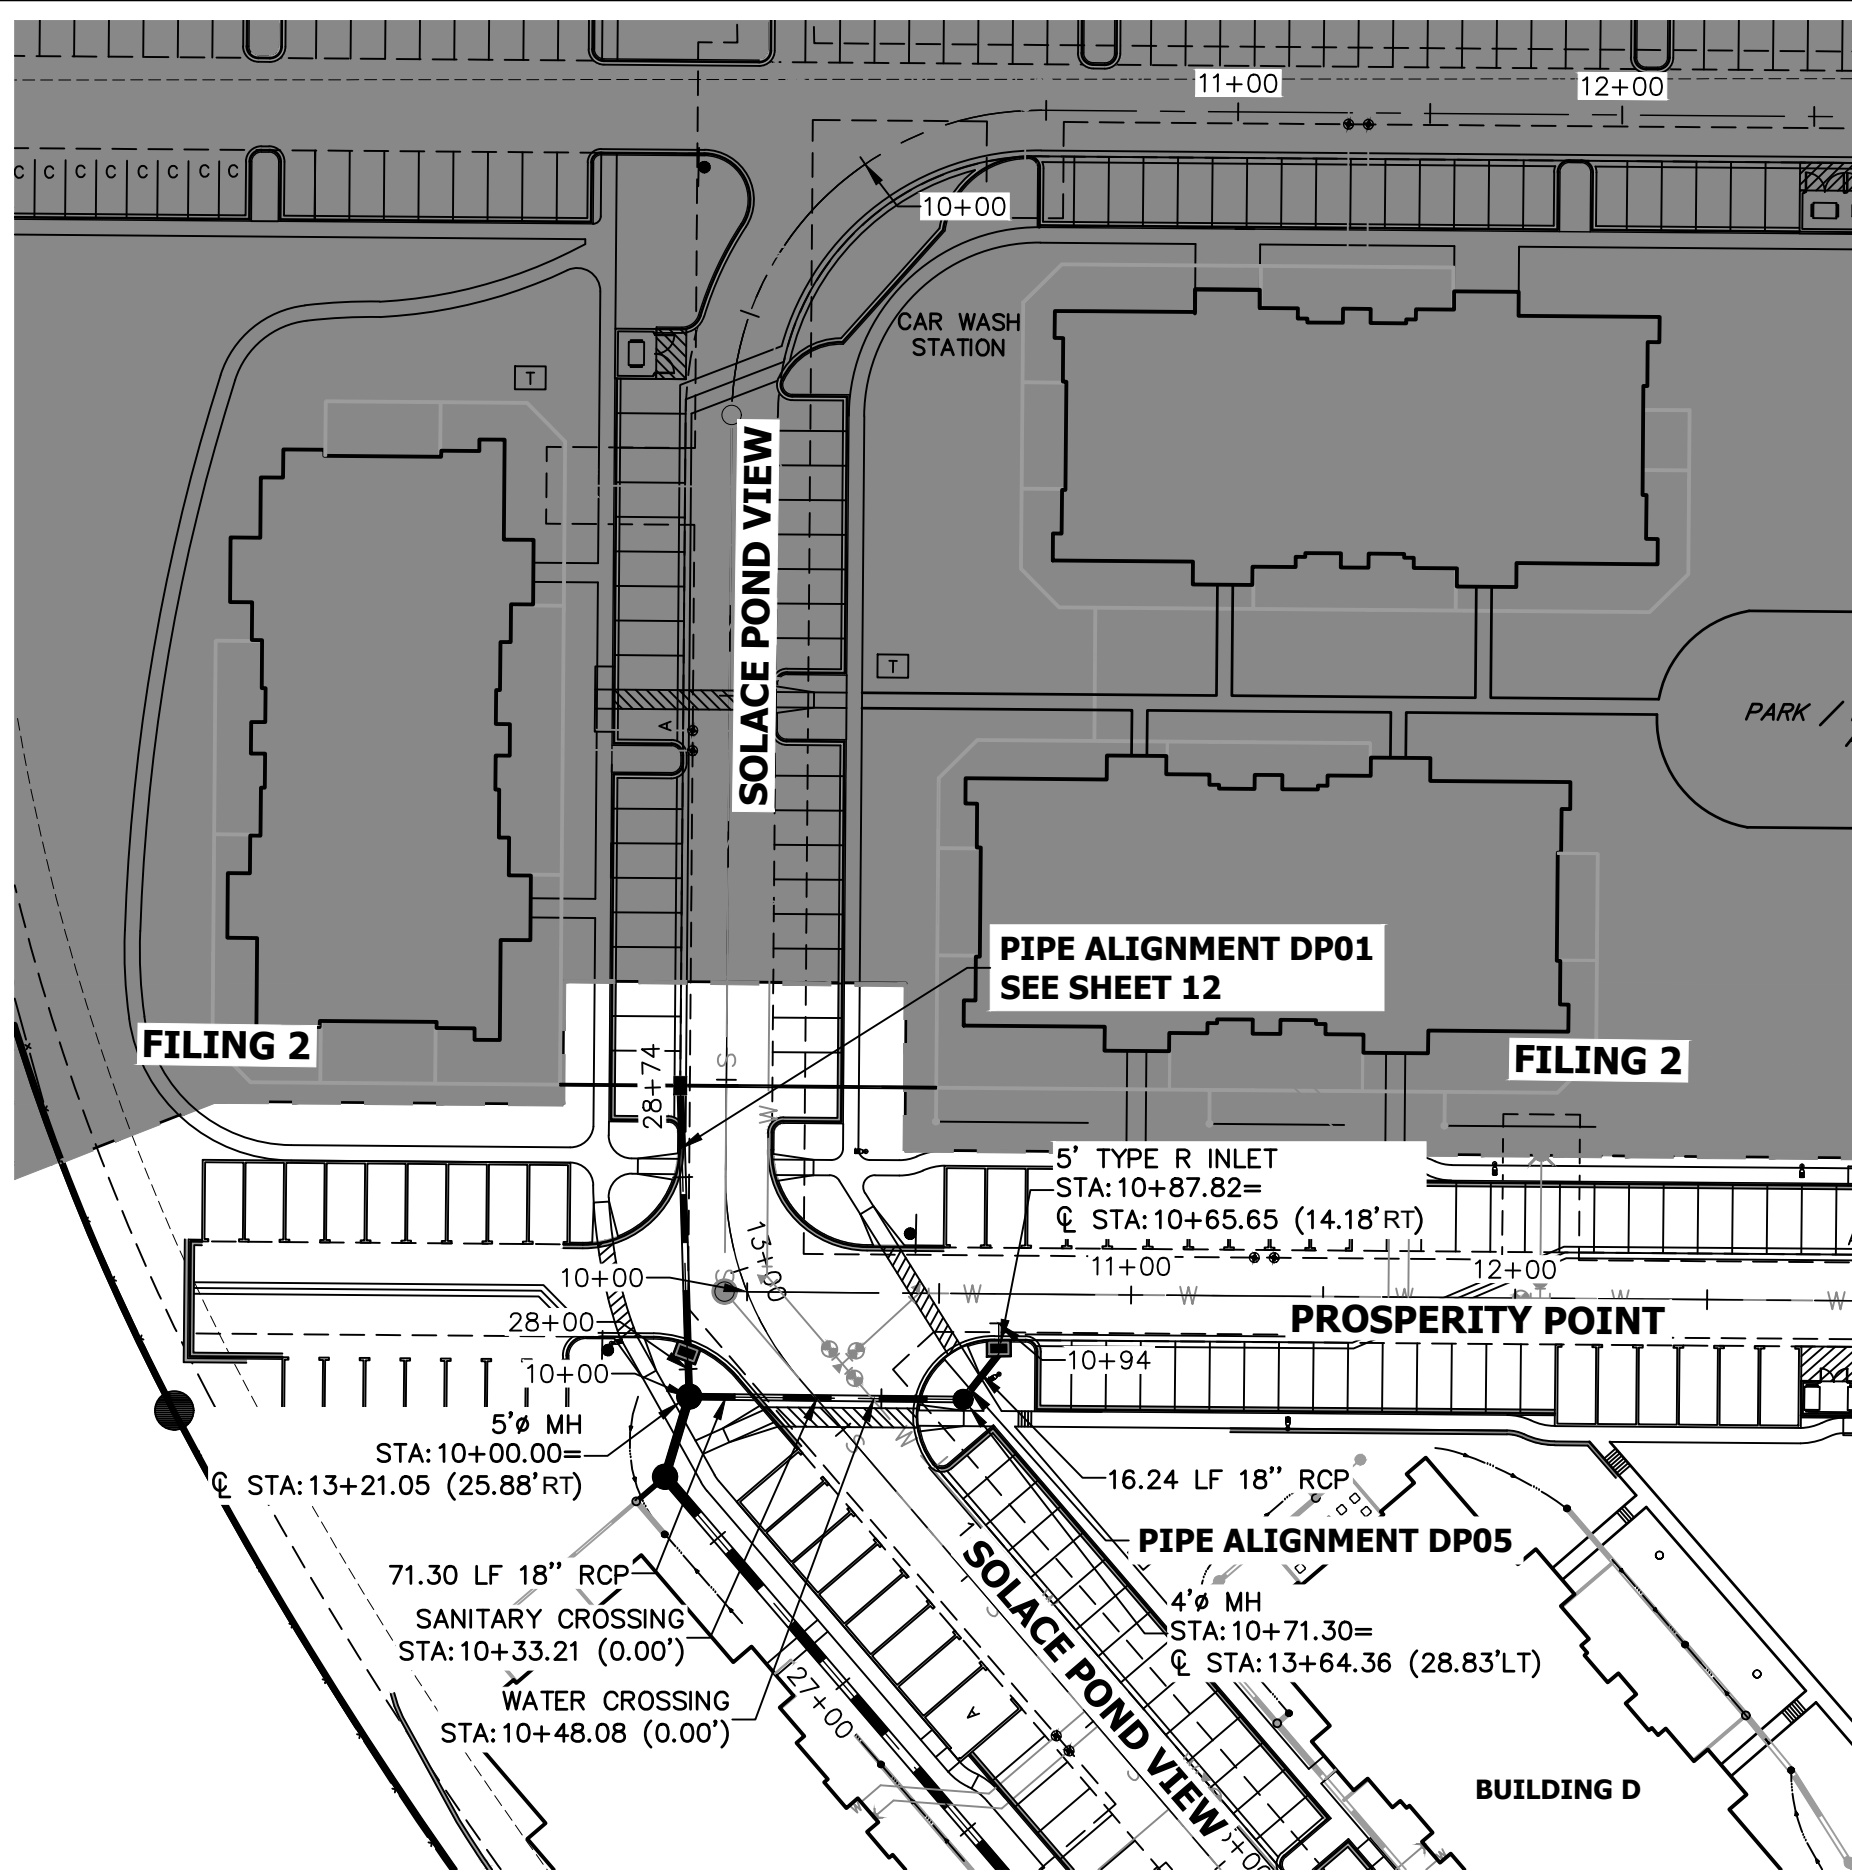 11+00
12+00
C C C C C C C C
10+00
CAR WASH
STATION
T
SOLACE POND VIEW
T
A
PARK /
PIPE ALIGNMENT DP01
SEE SHEET 12
FILING 2
FILING 2
28+74
S
W
5' TYPE R INLET
STA:10+87.82=
℄ STA:10+65.65 (14.18'RT)
13+00
10+00
S
11+00
12+00
W
W
W
W
W
PROSPERITY POINT
28+00
10+00
10+94
5'ø MH
STA:10+00.00=
℄ STA:13+21.05 (25.88'RT)
S
W
16.24 LF 18" RCP
PIPE ALIGNMENT DP05
71.30 LF 18" RCP
SANITARY CROSSING
STA:10+33.21 (0.00')
4'ø MH
STA:10+71.30=
℄ STA:13+64.36 (28.83'LT)
WATER CROSSING
STA:10+48.08 (0.00')
27+00
A
SOLACE POND VIEW
BUILDING D